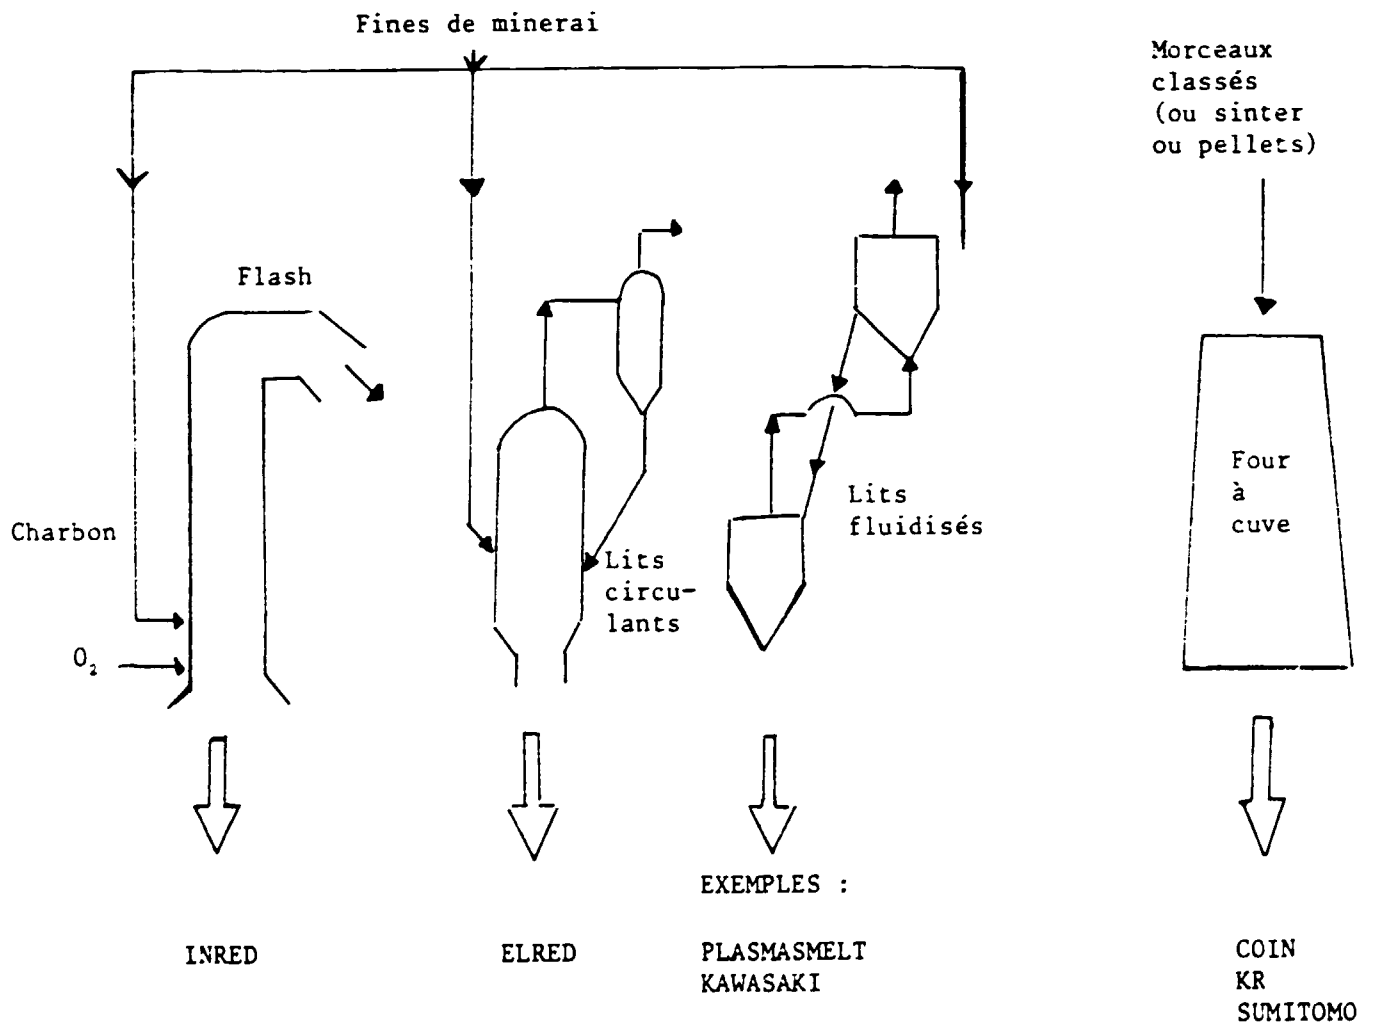 Fines de minerai
Morceaux
classés
(ou sinter
ou pellets)
Flash
Charbon
O₂
Lits
circu-
lants
Lits
fluidisés
Four
à
cuve
EXEMPLES :
INRED
ELRED
PLASMASMELT
KAWASAKI
COIN
KR
SUMITOMO